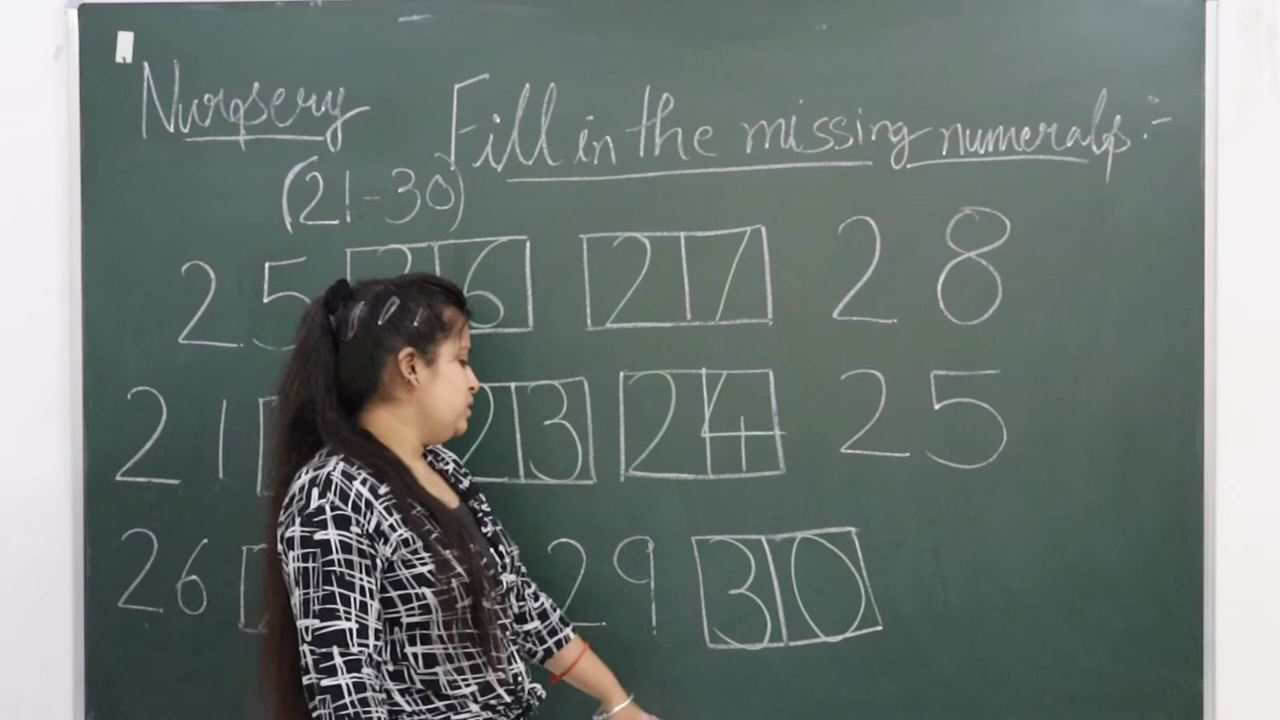 Nursery Fill in the missing numerals:-
(21-30)
25 26 27 28
21 23 24 25
26 29 30